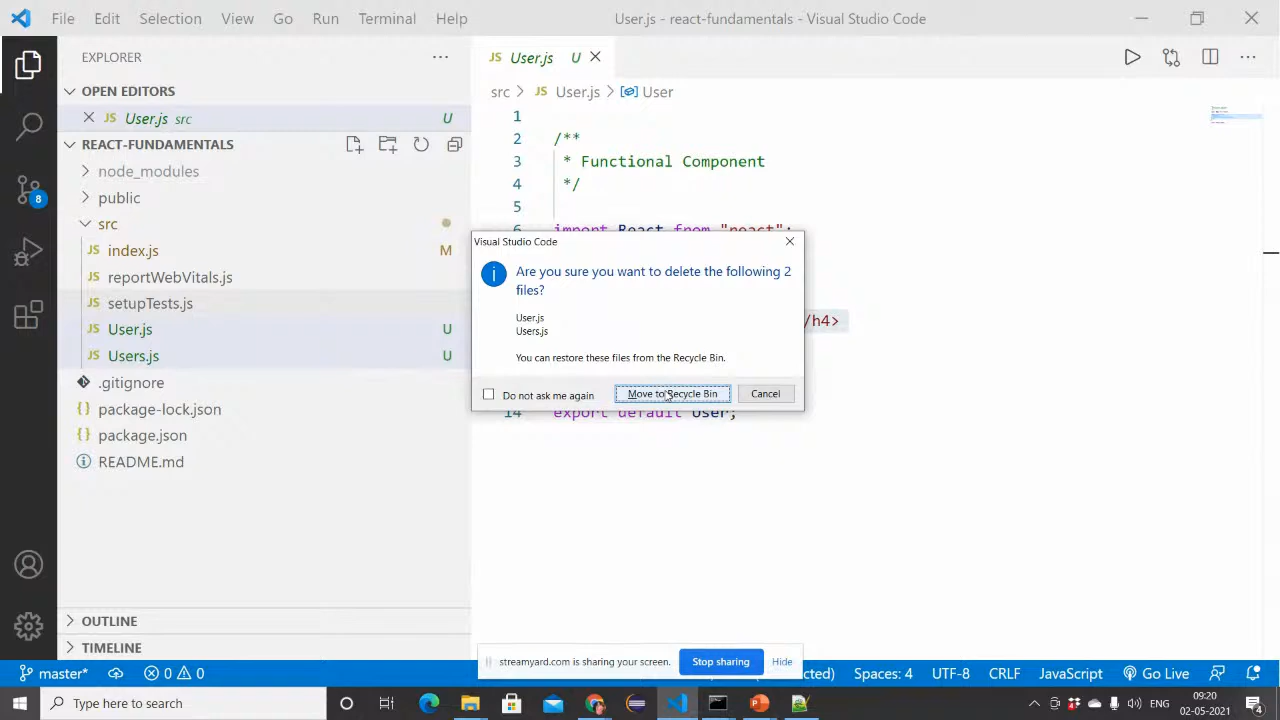 File Edit Selection View Go Run Terminal Help User.js - react-fundamentals - Visual Studio Code
EXPLORER
OPEN EDITORS
JS User.js src U
REACT-FUNDAMENTALS
node_modules
public
src
JS index.js M
JS reportWebVitals.js
JS setupTests.js
JS User.js U
JS Users.js U
.gitignore
{} package-lock.json
{} package.json
README.md
OUTLINE
TIMELINE
JS User.js U
src > JS User.js > User
1
2 /**
3 * Functional Component
4 */
5
6 import React from "react";
/h4>
14 export default User;
Visual Studio Code
Are you sure you want to delete the following 2
files?
User.js
Users.js
You can restore these files from the Recycle Bin.
Do not ask me again Move to Recycle Bin Cancel
streamyard.com is sharing your screen. Stop sharing Hide
8
master* 0 0 cted) Spaces: 4 UTF-8 CRLF JavaScript Go Live
Type here to search
ENG
09:20
02-05-2021
4